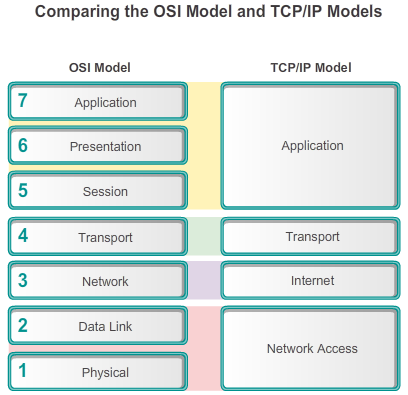 Comparing the OSI Model and TCP/IP Models
OSI Model
TCP/IP Model
7 Application
6 Presentation
5 Session
Application
4 Transport
Transport
3 Network
Internet
2 Data Link
1 Physical
Network Access